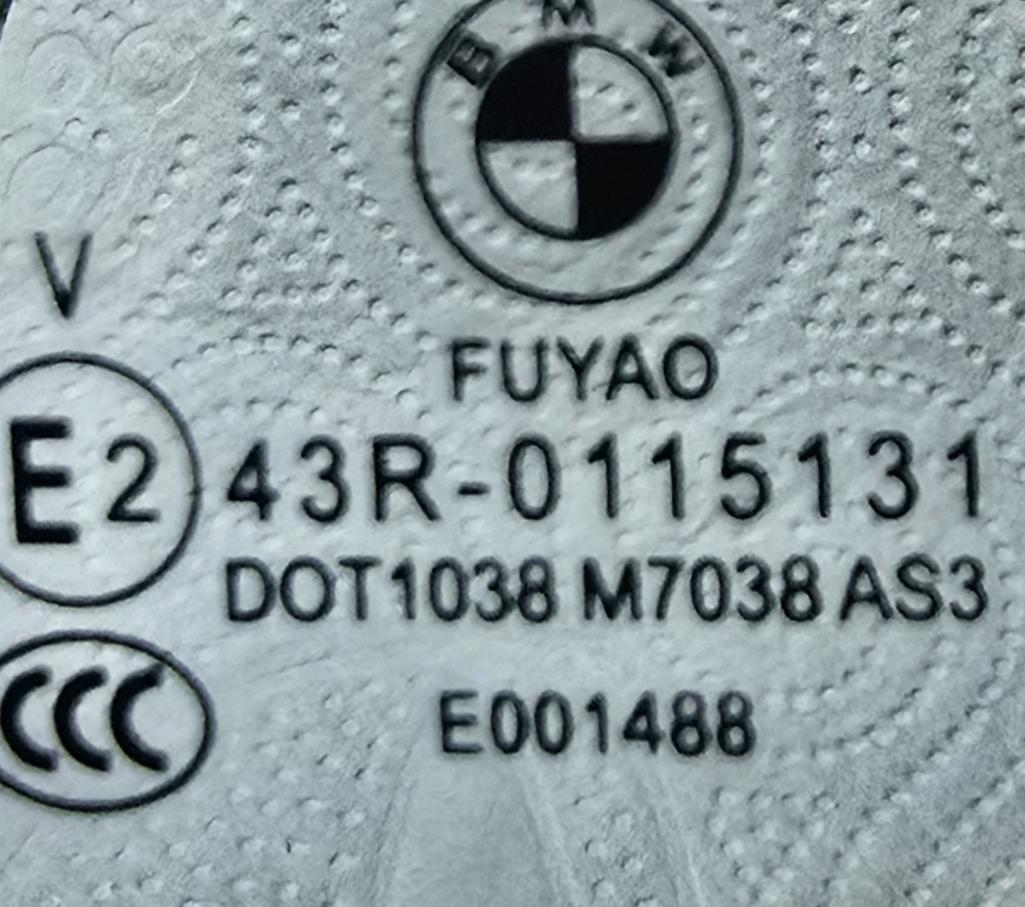 BMW
FUYAO
V
E2 43R-0115131
DOT1038 M7038 AS3
CCC
E001488